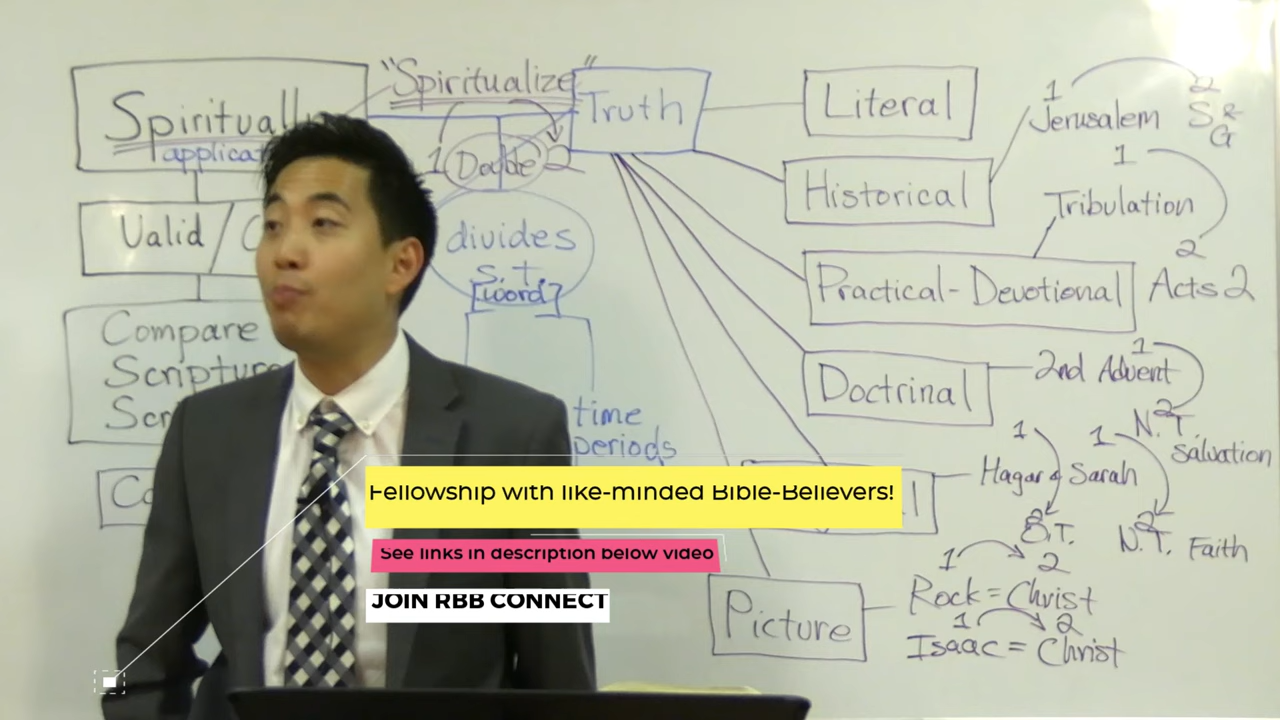 Spirituall
applicat
Valid /
Compare
Scripture
Scr
"Spiritualize"
1 Double 2
divides
s.t.
[word]
time
periods
Truth
Literal
Historical
1 2
Jerusalem S&G
1
Tribulation
2
Practical-Devotional Acts 2
Doctrinal
1
2nd Advent
2
N.T.
Salvation
1 1
Hagar & Sarah
2
N.T. Faith
Picture
1 2
Rock = Christ
1 2
Isaac = Christ
Fellowship with like-minded Bible-Believers!
See links in description below video
JOIN RBB CONNECT